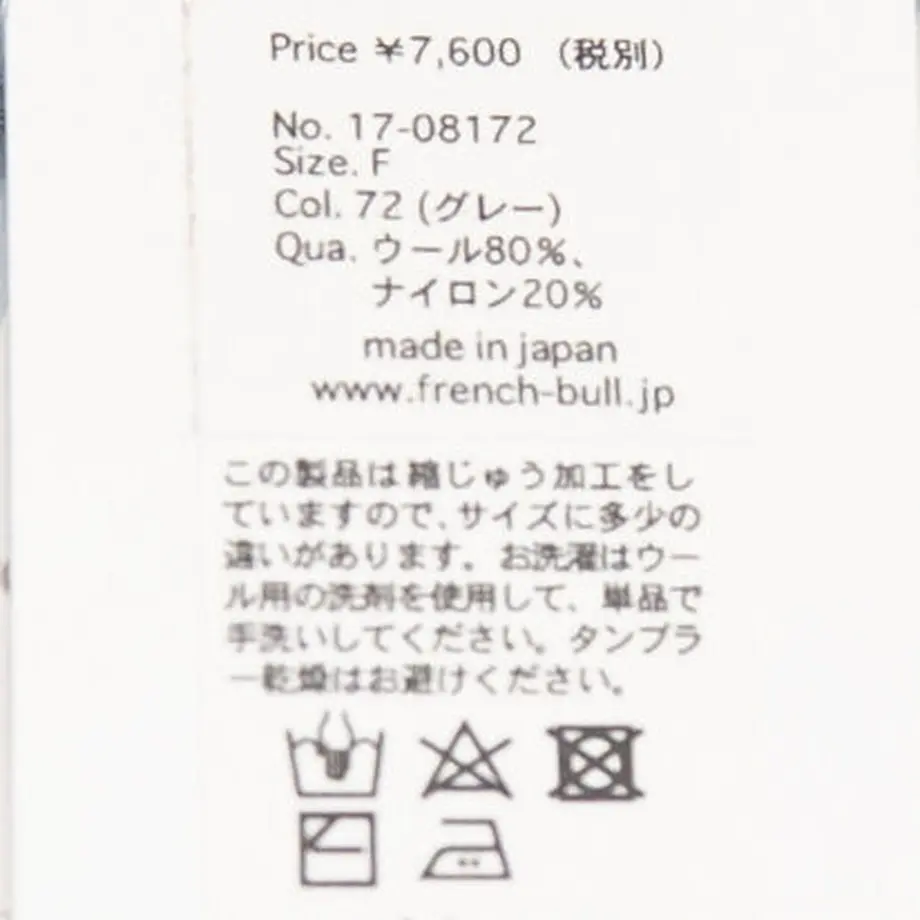 Price ¥7,600 （税別）
No. 17-08172
Size. F
Col. 72 (グレー)
Qua. ウール80%、
ナイロン20%
made in japan
www.french-bull.jp
この製品は縮じゅう加工をし
ていますので、サイズに多少の
違いがあります。お洗濯はウー
ル用の洗剤を使用して、単品で
手洗いしてください。タンブラ
ー乾燥はお避けください。